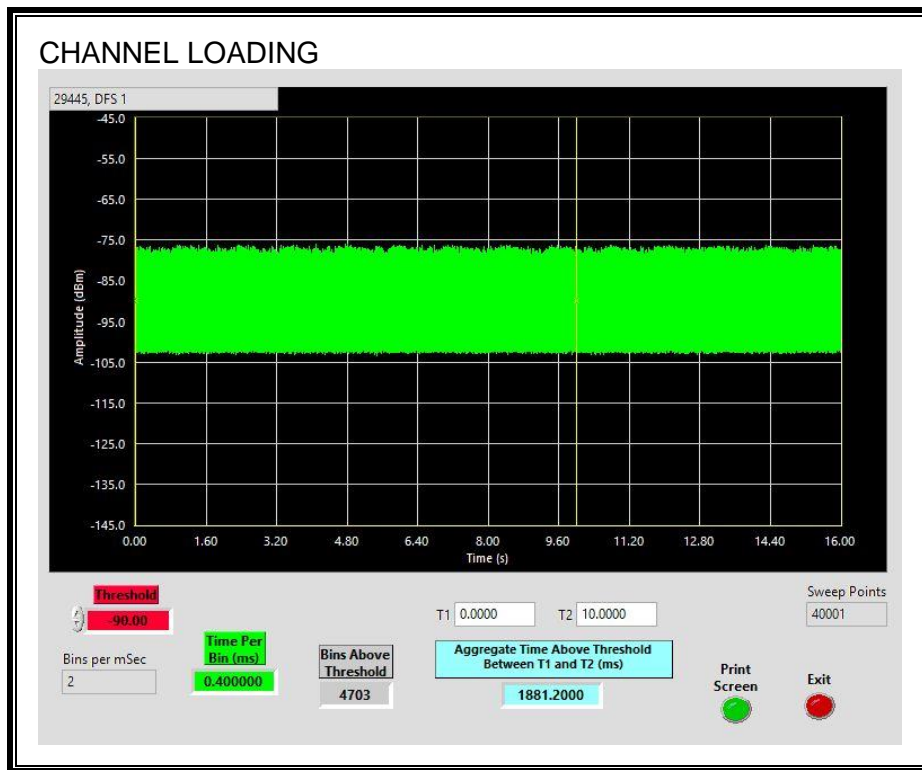 CHANNEL LOADING
29445, DFS 1
-45.0
-55.0
-65.0
-75.0
-85.0
-95.0
-105.0
-115.0
-125.0
-135.0
-145.0
Amplitude (dBm)
0.00 1.60 3.20 4.80 6.40 8.00 9.60 11.20 12.80 14.40 16.00
Time (s)
Threshold
-90.00
Bins per mSec
2
Time Per
Bin (ms)
0.400000
Bins Above
Threshold
4703
T1 0.0000 T2 10.0000
Aggregate Time Above Threshold
Between T1 and T2 (ms)
1881.2000
Sweep Points
40001
Print
Screen
Exit